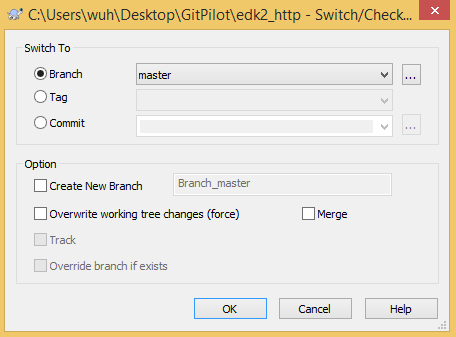 C:\Users\wuh\Desktop\GitPilot\edk2_http - Switch/Check...
Switch To
Branch
master
...
Tag
Commit
...
Option
Create New Branch
Branch_master
Overwrite working tree changes (force)
Merge
Track
Override branch if exists
OK
Cancel
Help